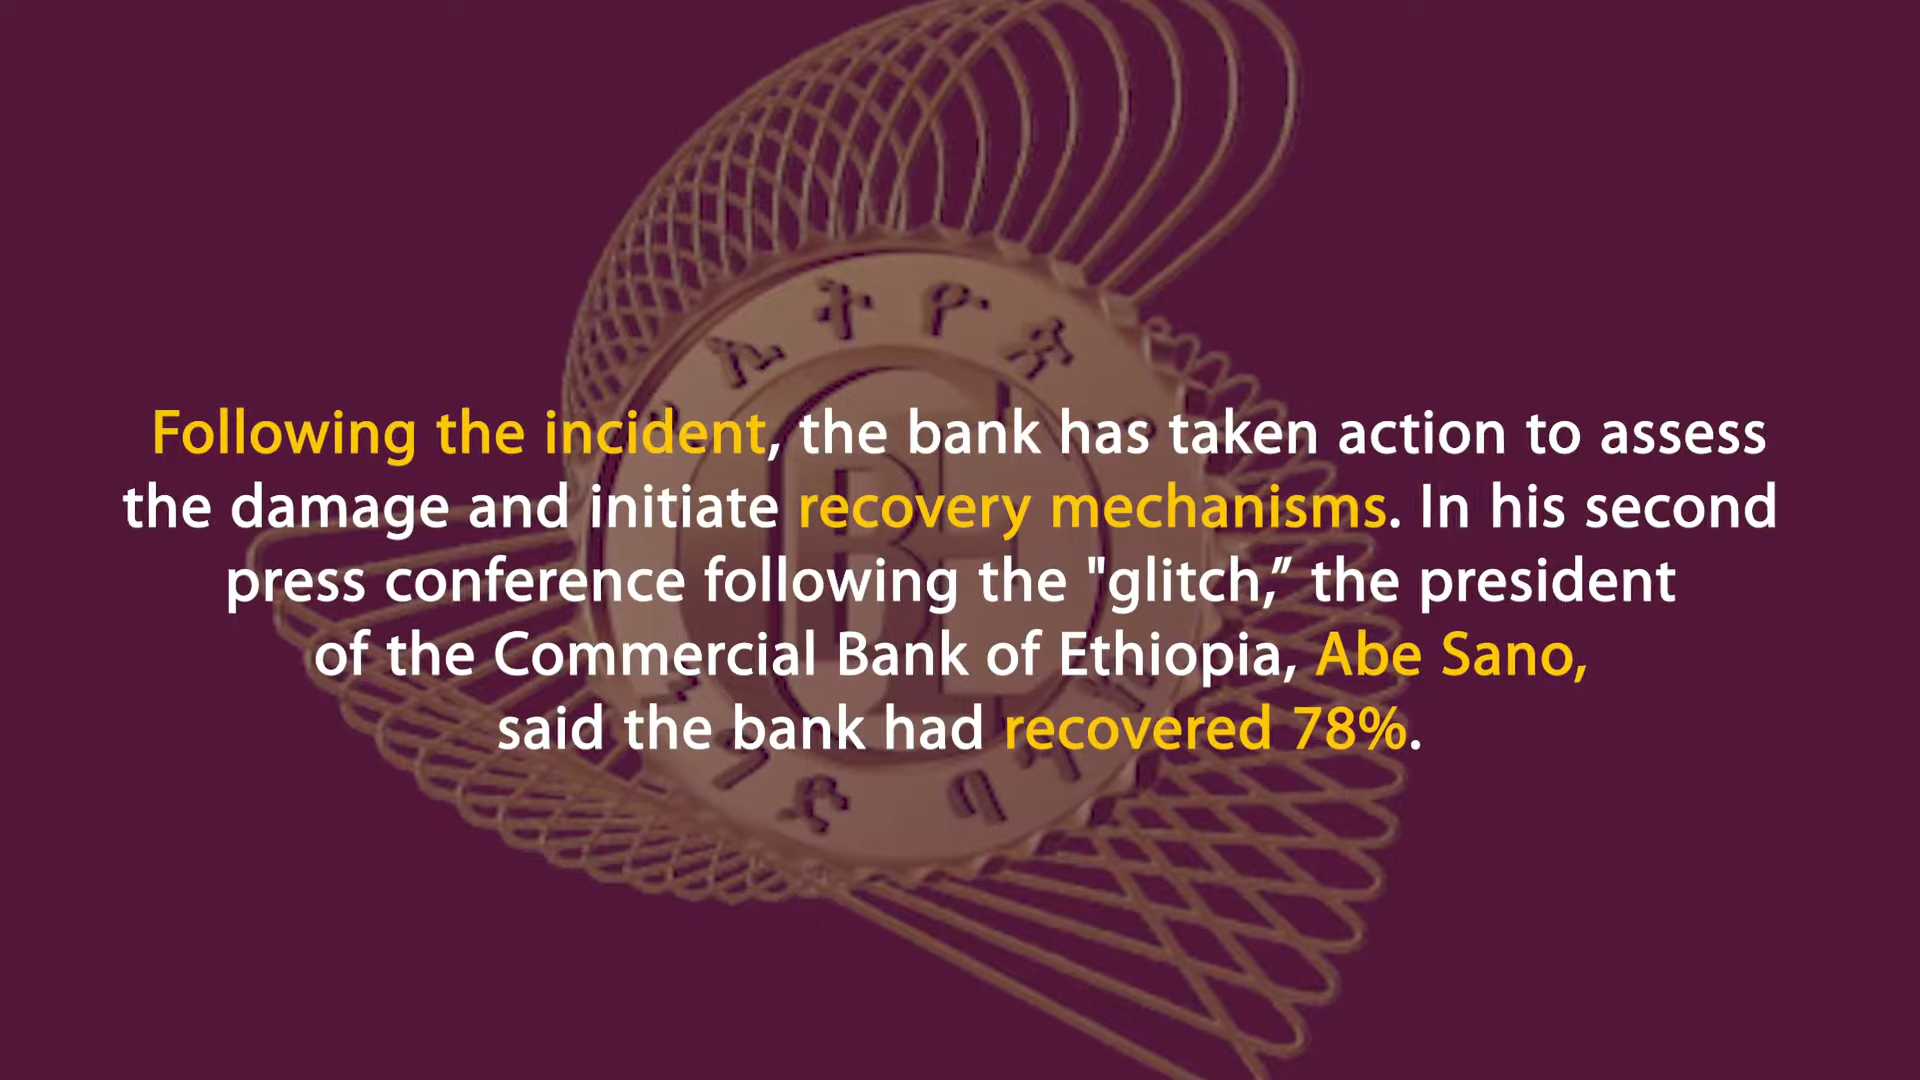 ኢትዮጵያ
Following the incident, the bank has taken action to assess
the damage and initiate recovery mechanisms. In his second
press conference following the "glitch,” the president
of the Commercial Bank of Ethiopia, Abe Sano,
said the bank had recovered 78%.